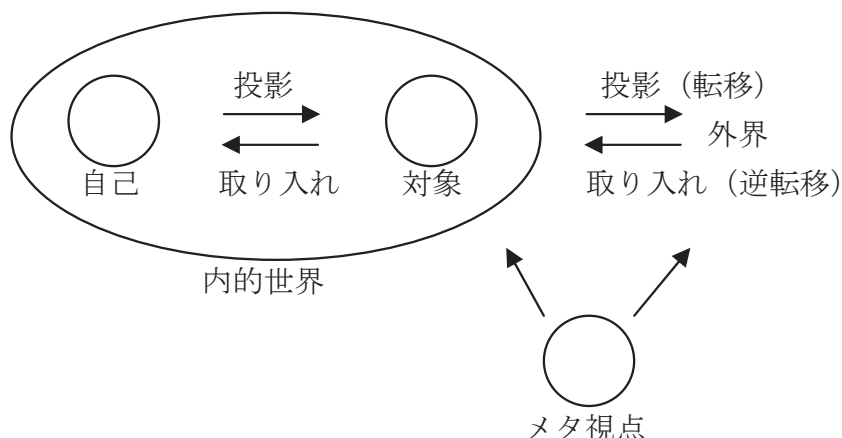 投影
投影（転移）
外界
自己
取り入れ
対象
取り入れ（逆転移）
内的世界
メタ視点